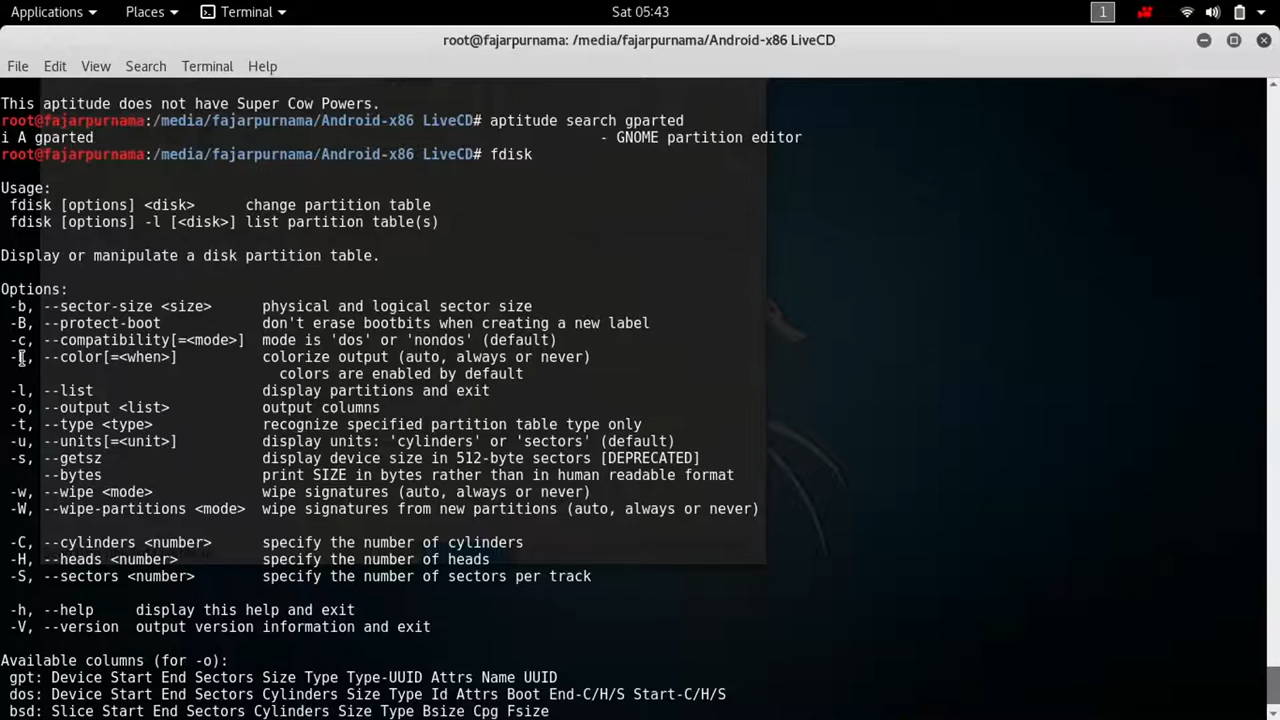 Applications Places Terminal Sat 05:43 1
root@fajarpurnama: /media/fajarpurnama/Android-x86 LiveCD
File Edit View Search Terminal Help
This aptitude does not have Super Cow Powers.
root@fajarpurnama:/media/fajarpurnama/Android-x86 LiveCD# aptitude search gparted
i A gparted - GNOME partition editor
root@fajarpurnama:/media/fajarpurnama/Android-x86 LiveCD# fdisk
Usage:
fdisk [options] <disk> change partition table
fdisk [options] -l [<disk>] list partition table(s)
Display or manipulate a disk partition table.
Options:
-b, --sector-size <size> physical and logical sector size
-B, --protect-boot don't erase bootbits when creating a new label
-c, --compatibility[=<mode>] mode is 'dos' or 'nondos' (default)
--color[=<when>] colorize output (auto, always or never)
colors are enabled by default
-l, --list display partitions and exit
-o, --output <list> output columns
-t, --type <type> recognize specified partition table type only
-u, --units[=<unit>] display units: 'cylinders' or 'sectors' (default)
-s, --getsz display device size in 512-byte sectors [DEPRECATED]
--bytes print SIZE in bytes rather than in human readable format
-w, --wipe <mode> wipe signatures (auto, always or never)
-W, --wipe-partitions <mode> wipe signatures from new partitions (auto, always or never)
-C, --cylinders <number> specify the number of cylinders
-H, --heads <number> specify the number of heads
-S, --sectors <number> specify the number of sectors per track
-h, --help display this help and exit
-V, --version output version information and exit
Available columns (for -o):
gpt: Device Start End Sectors Size Type Type-UUID Attrs Name UUID
dos: Device Start End Sectors Cylinders Size Type Id Attrs Boot End-C/H/S Start-C/H/S
bsd: Slice Start End Sectors Cylinders Size Type Bsize Cpg Fsize